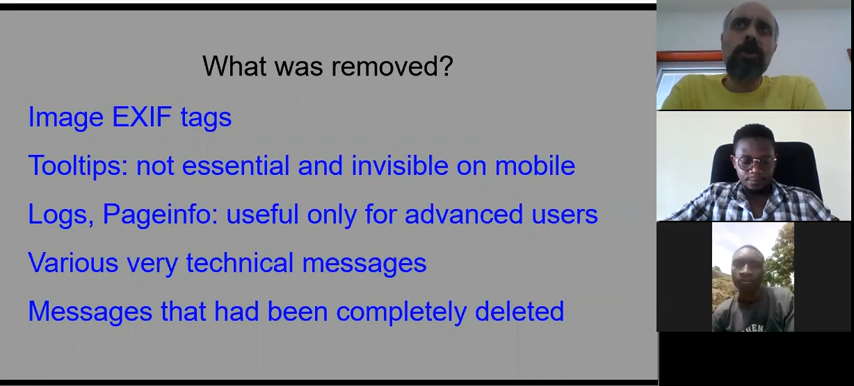 What was removed?
Image EXIF tags
Tooltips: not essential and invisible on mobile
Logs, Pageinfo: useful only for advanced users
Various very technical messages
Messages that had been completely deleted